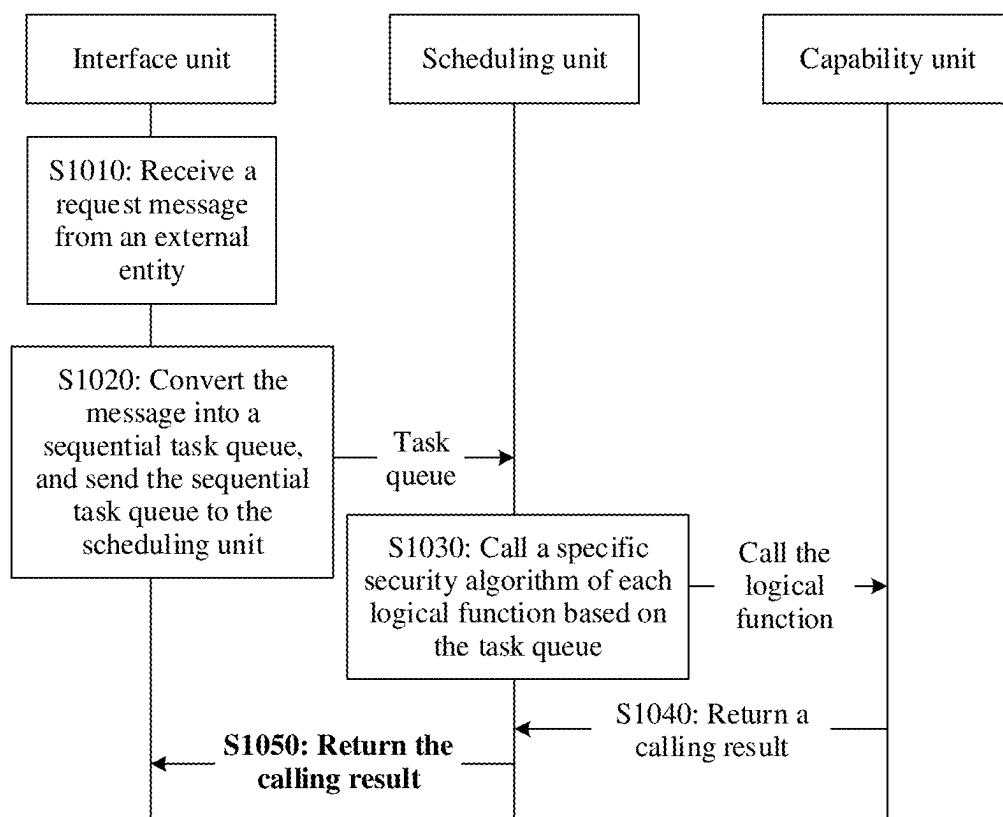 Interface unit
Scheduling unit
Capability unit
S1010: Receive a
request message
from an external
entity
S1020: Convert the
message into a
sequential task queue,
and send the sequential
task queue to the
scheduling unit
Task
queue
S1030: Call a specific
security algorithm of each
logical function based on
the task queue
Call the
logical
function
S1040: Return a
calling result
S1050: Return the
calling result